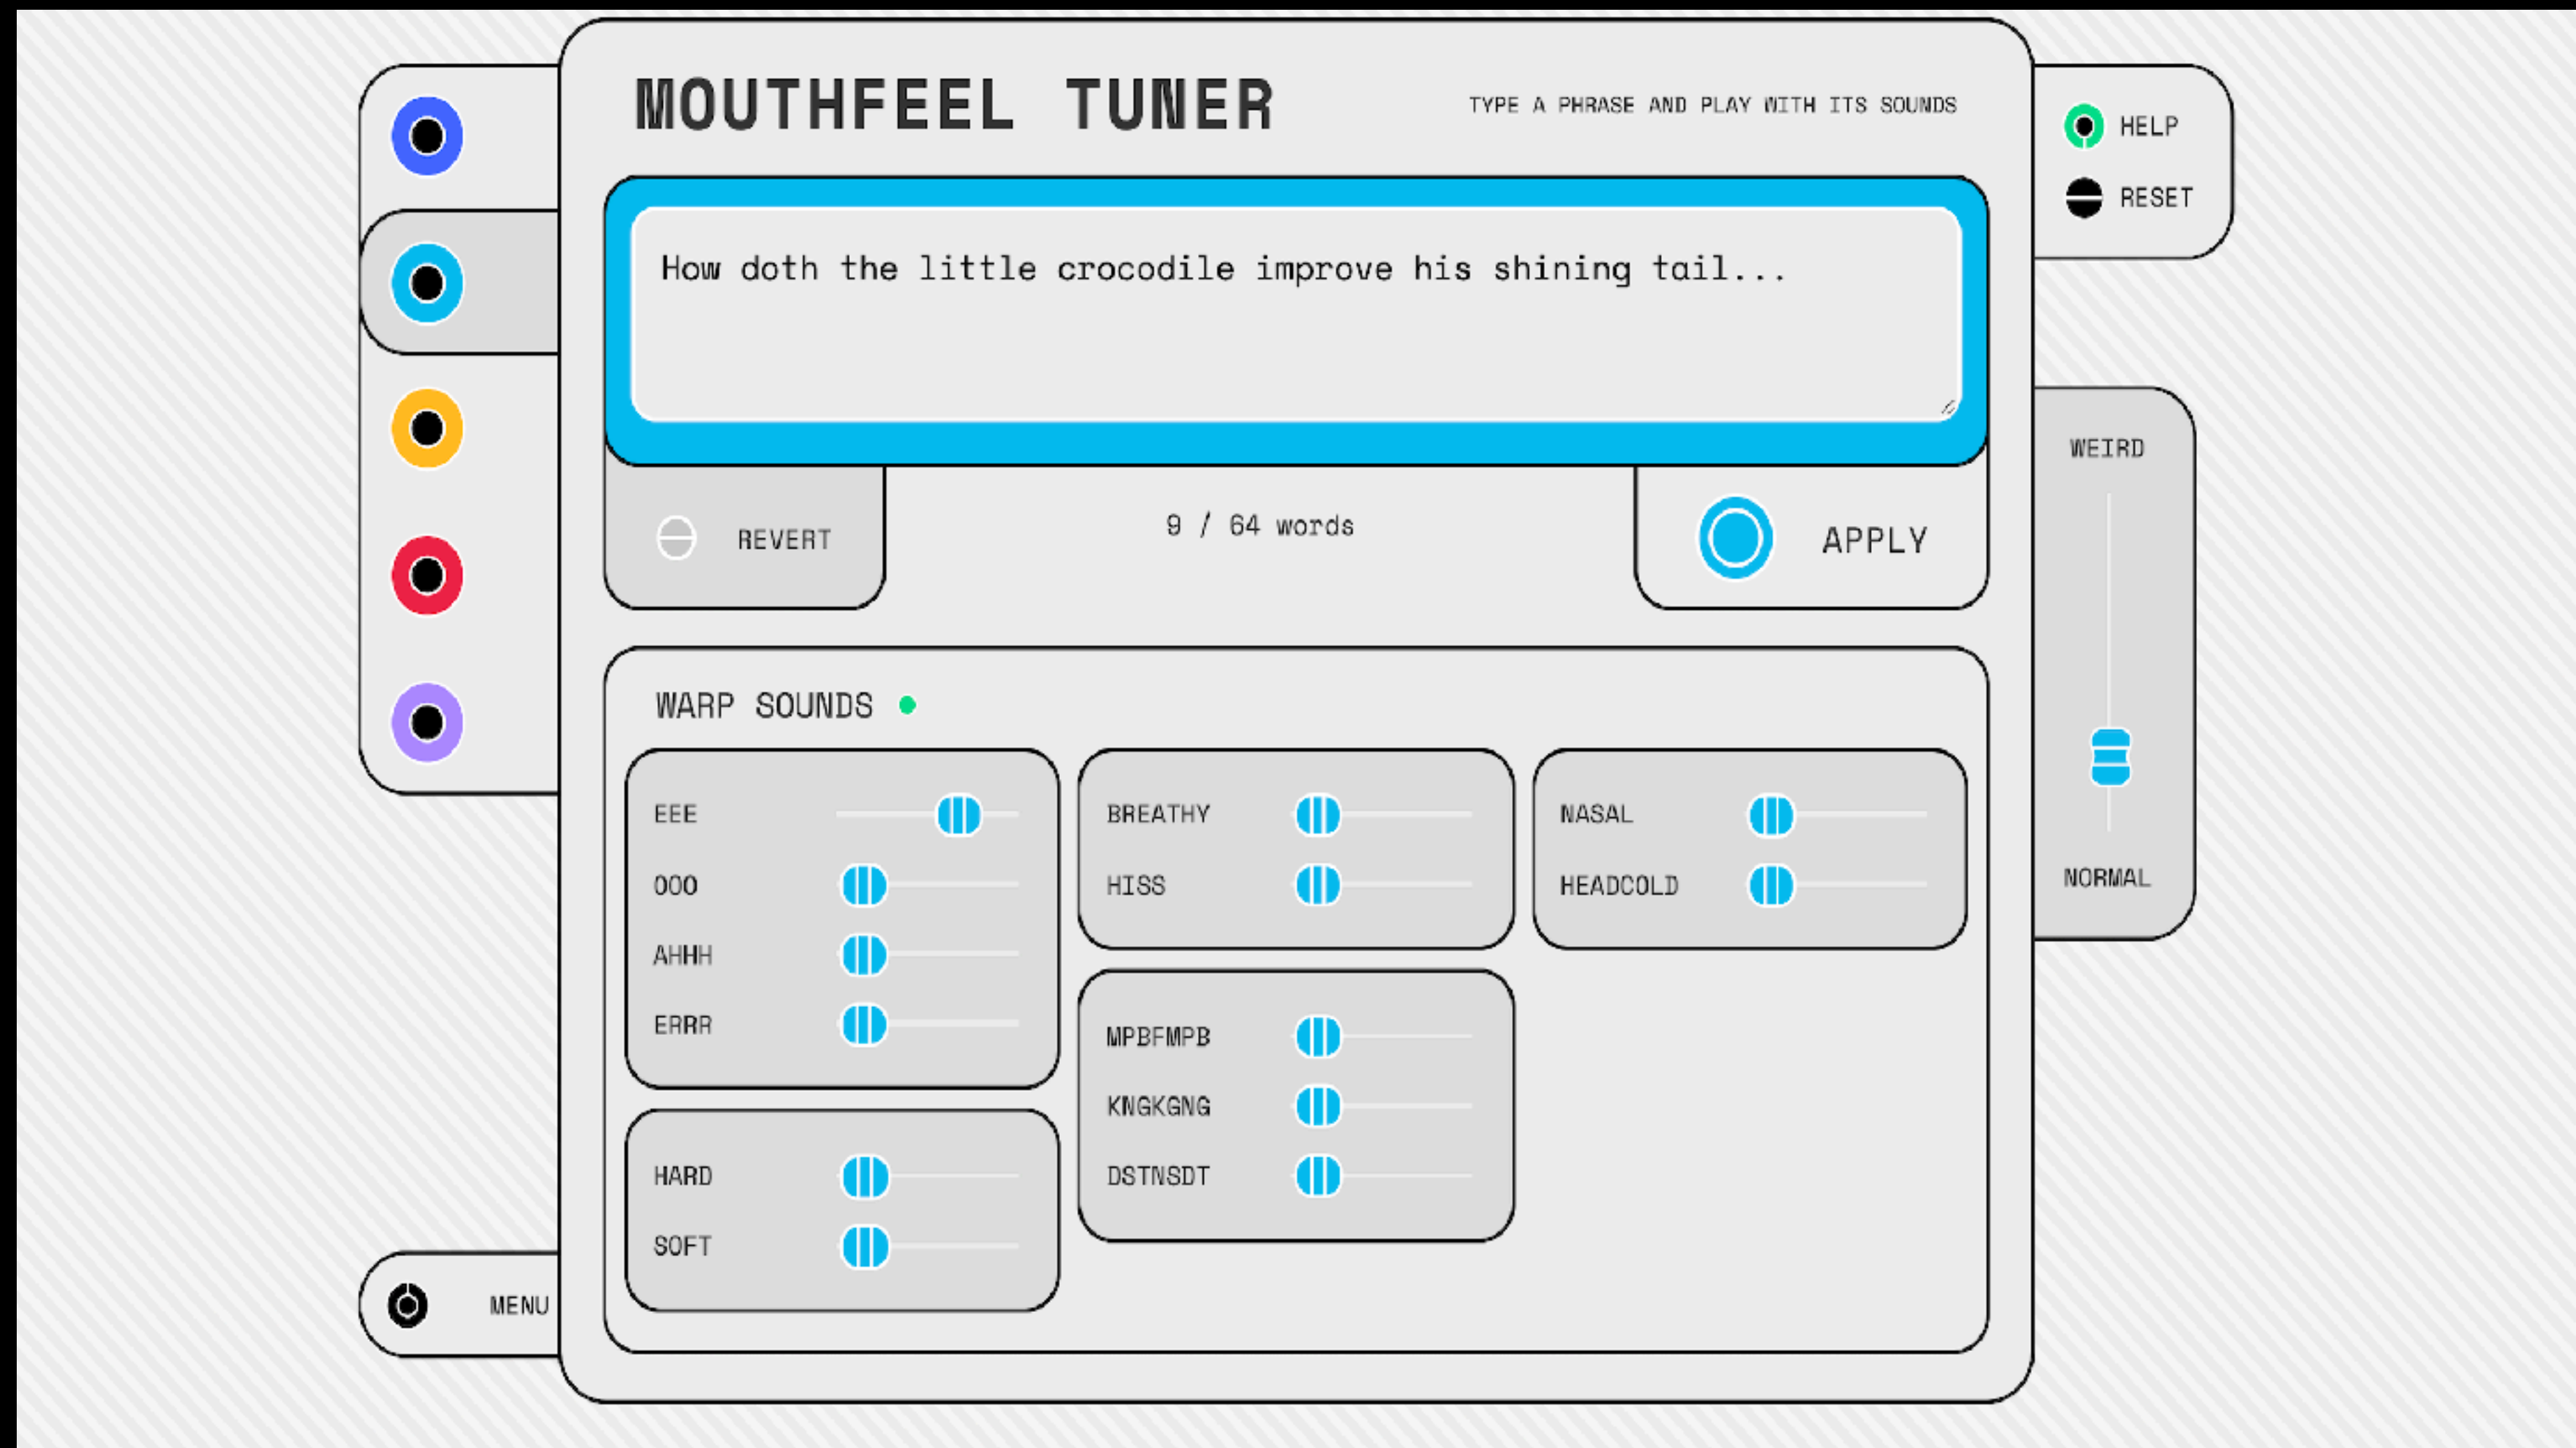 MOUTHFEEL TUNER
TYPE A PHRASE AND PLAY WITH ITS SOUNDS
HELP
RESET
How doth the little crocodile improve his shining tail...
REVERT
9 / 64 words
APPLY
WEIRD
NORMAL
WARP SOUNDS
EEE
OOO
AHHH
ERRR
HARD
SOFT
BREATHY
HISS
MPBFMPB
KNGKGNG
DSTNSDT
NASAL
HEADCOLD
MENU